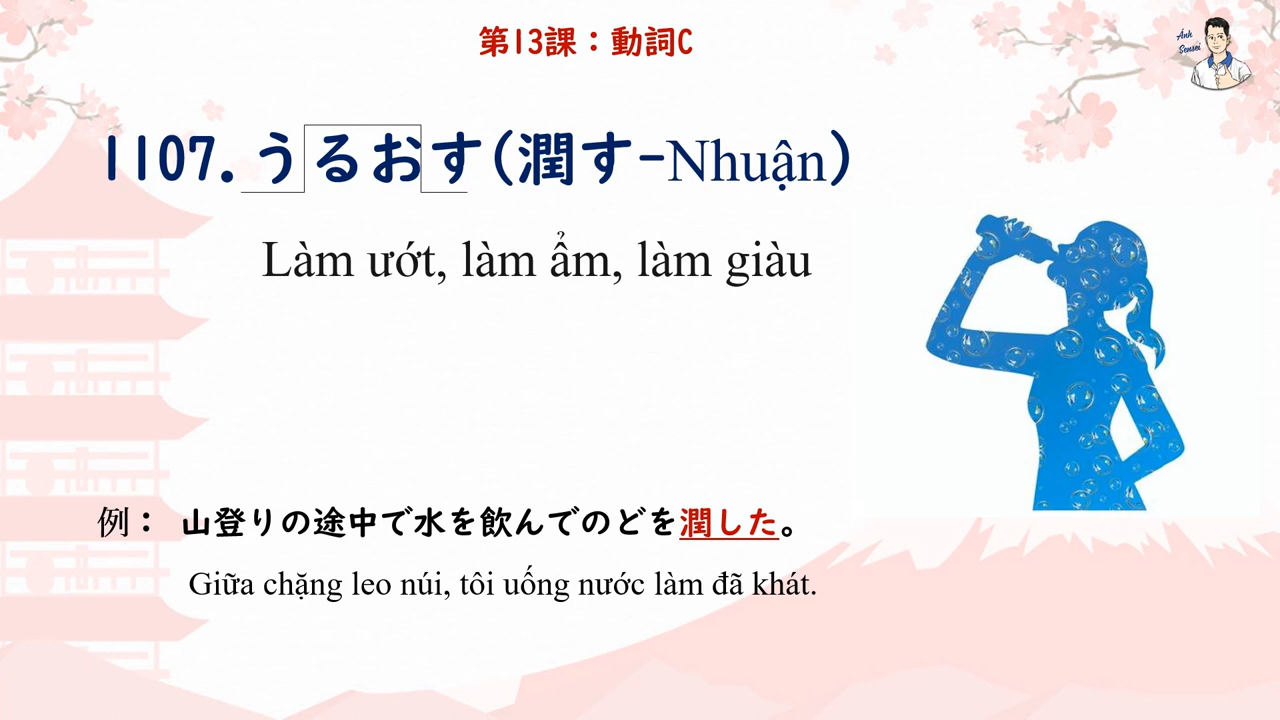 第13課：動詞C
Anh
Sensei
1107.うるおす(潤す-Nhuận)
Làm ướt, làm ẩm, làm giàu
例： 山登りの途中で水を飲んでのどを潤した。
Giữa chặng leo núi, tôi uống nước làm đã khát.